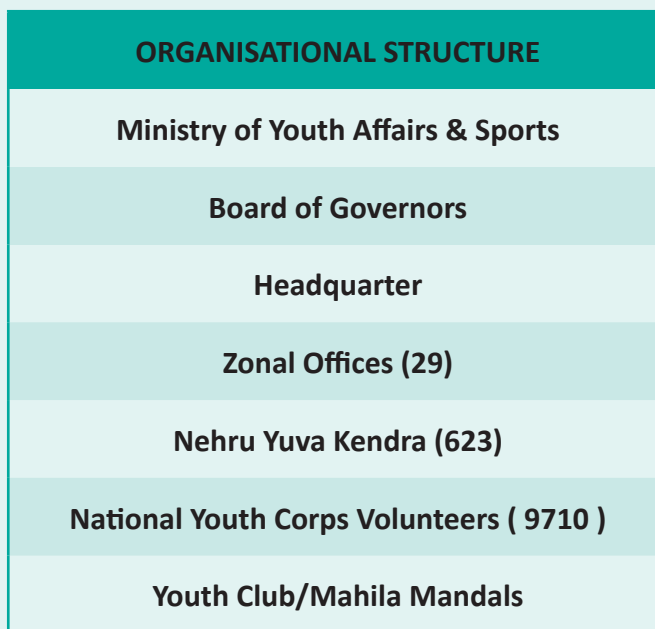 ORGANISATIONAL STRUCTURE
Ministry of Youth Affairs & Sports
Board of Governors
Headquarter
Zonal Offices (29)
Nehru Yuva Kendra (623)
National Youth Corps Volunteers ( 9710 )
Youth Club/Mahila Mandals